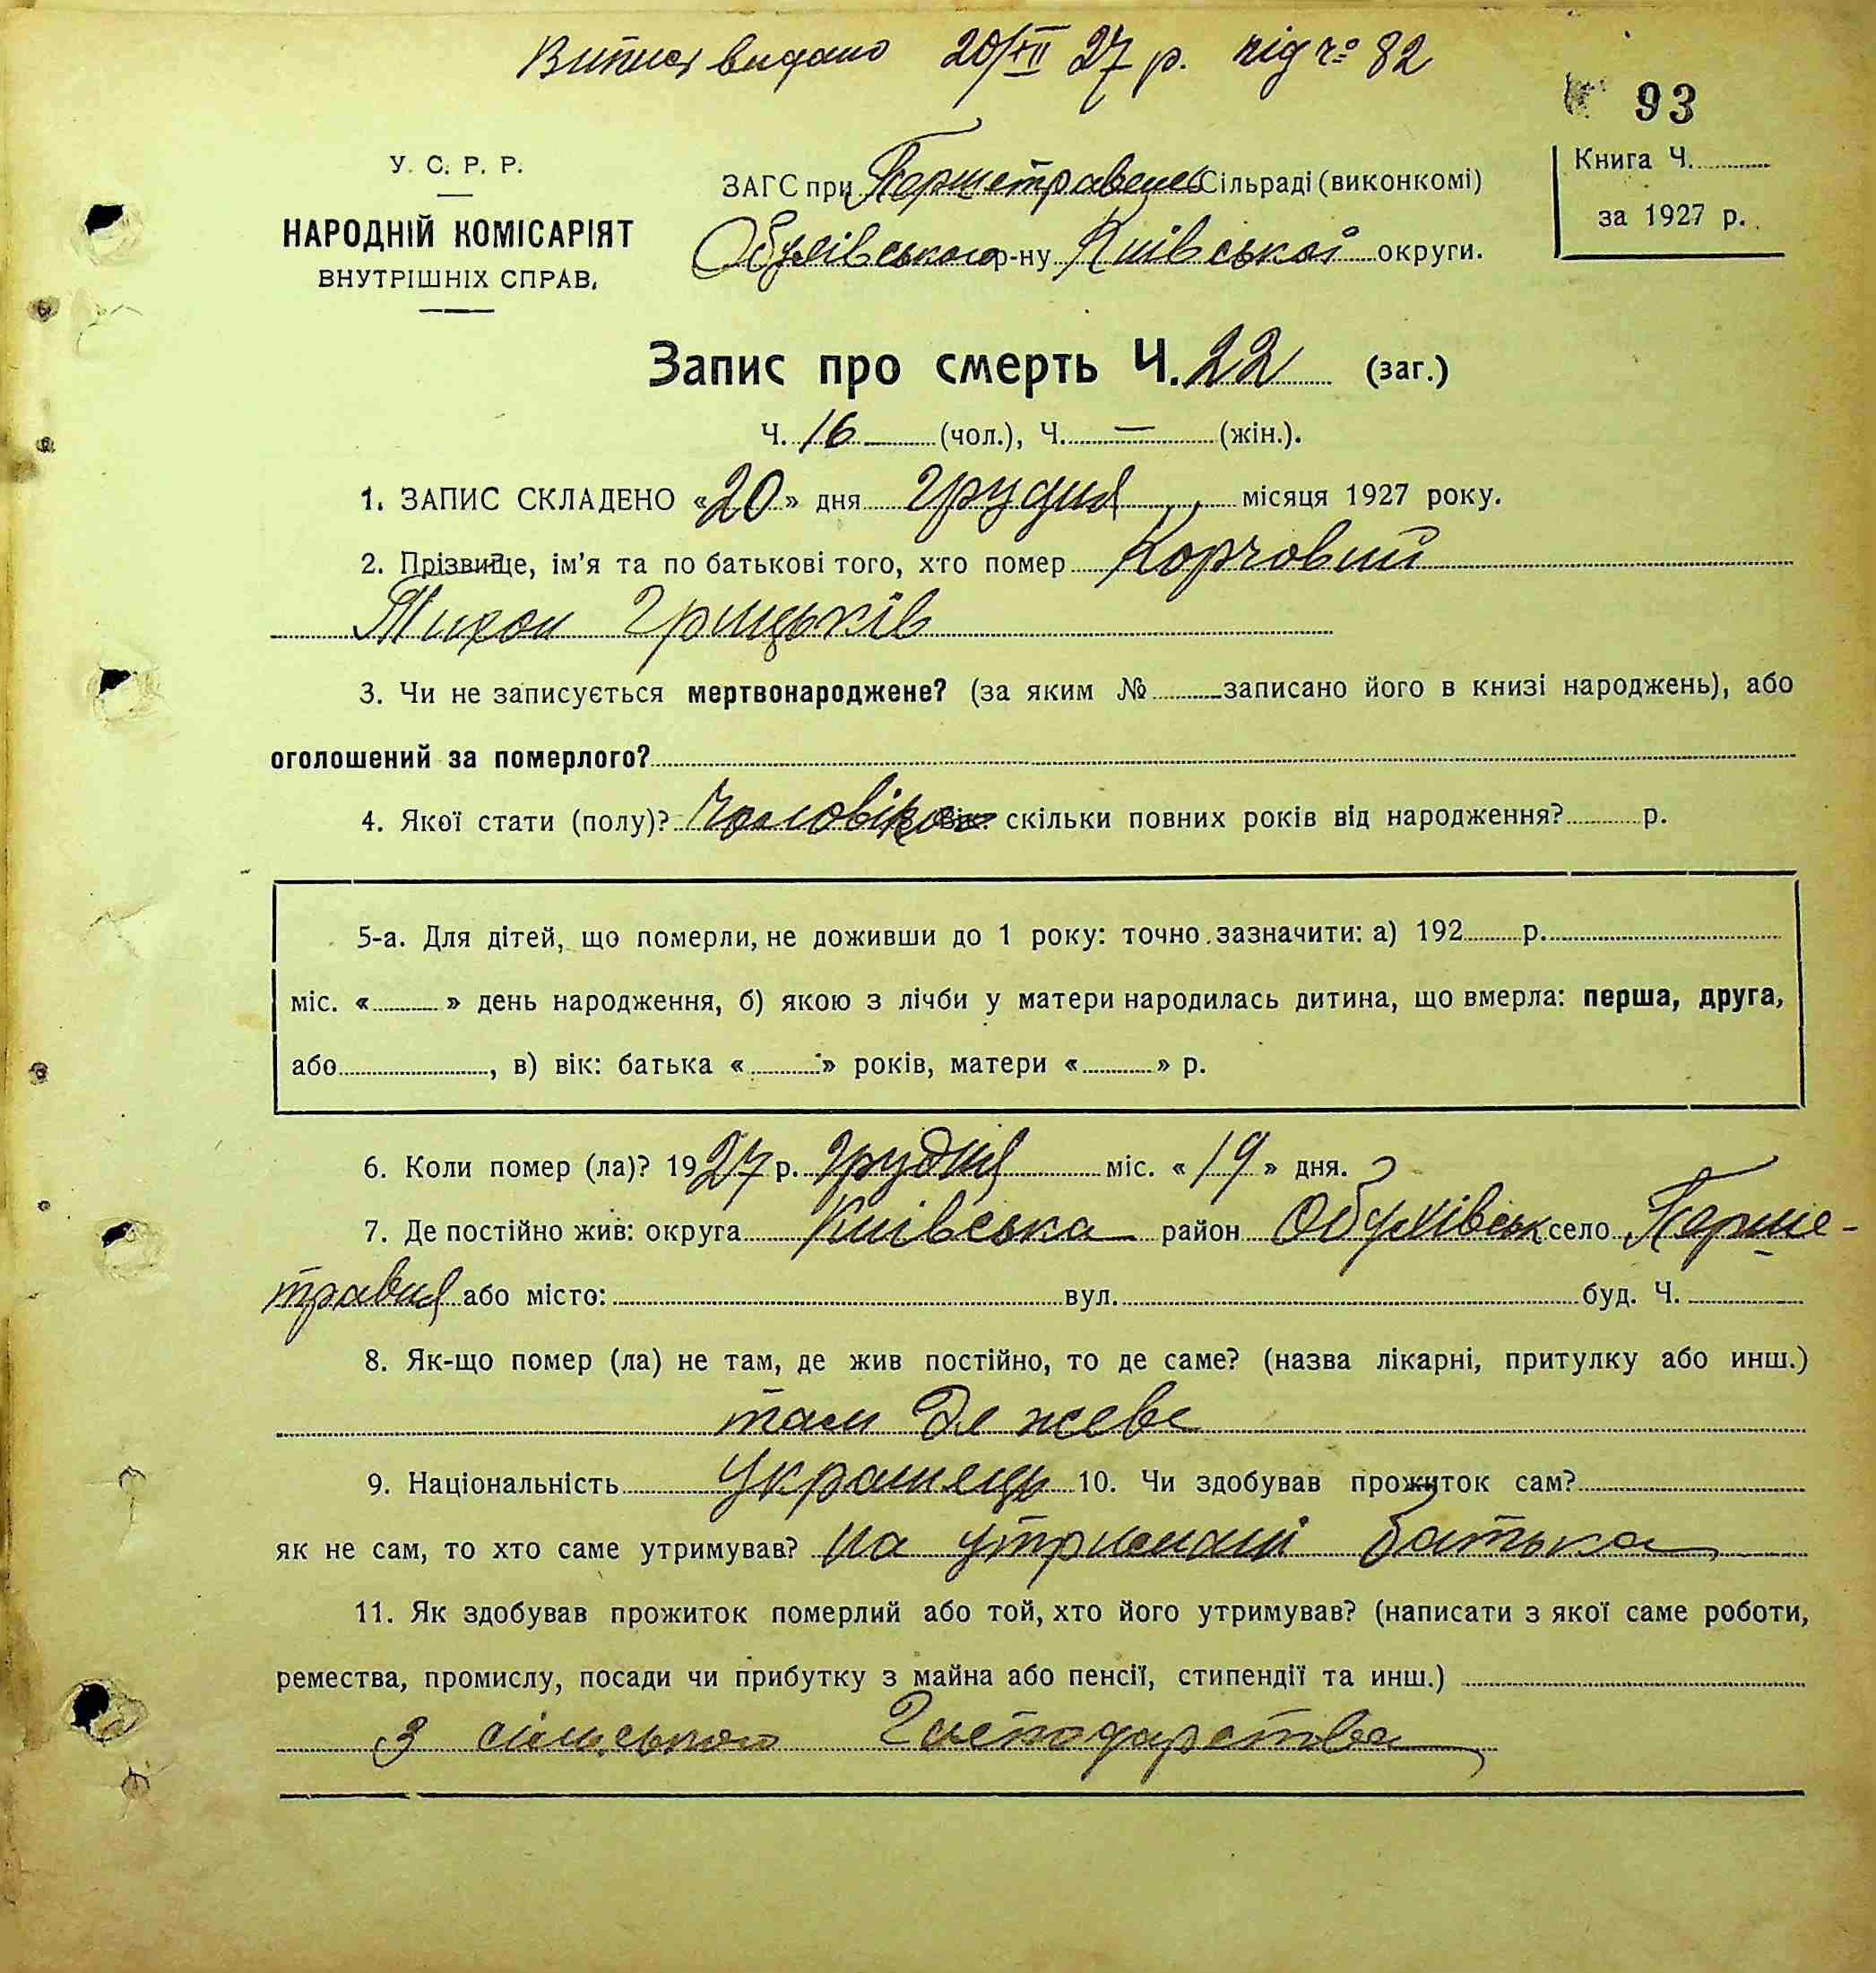 Витяг видано 20/XII 27 р. під ч° 82
93
У. С. Р. Р.
НАРОДНІЙ КОМІСАРІЯТ
ВНУТРІШНІХ СПРАВ.
ЗАГС при Першетравенс Сільраді (виконкомі)
Обухівського р-ну Київської округи.
Книга Ч.
за 1927 р.
Запис про смерть Ч. 22 (заг.)
Ч. 16 — (чол.), Ч. — (жін.).
1. ЗАПИС СКЛАДЕНО «20» дня грудня місяця 1927 року.
2. Прізвище, ім'я та по батькові того, хто помер Корчовий
Тихон Грицьків
3. Чи не записується мертвонароджене? (за яким № записано його в книзі народжень), або
оголошений за померлого?
4. Якої стати (полу)? Чоловіко 5. Вік: скільки повних років від народження? р.
5-а. Для дітей, що померли, не доживши до 1 року: точно зазначити: а) 192 р.
міс. « » день народження, б) якою з лічби у матери народилась дитина, що вмерла: перша, друга,
або , в) вік: батька « » років, матери « » р.
6. Коли помер (ла)? 1927 р. грудня міс. «19» дня.
7. Де постійно жив: округа Київська район Обухівськ село Перше-
травня або місто: вул. буд. Ч.
8. Як-що помер (ла) не там, де жив постійно, то де саме? (назва лікарні, притулку або инш.)
там де жеве
9. Національність Українець 10. Чи здобував прожиток сам?
як не сам, то хто саме утримував? на утриманні батька
11. Як здобував прожиток померлий або той, хто його утримував? (написати з якої саме роботи,
ремества, промислу, посади чи прибутку з майна або пенсії, стипендії та инш.)
З сільського Господарства